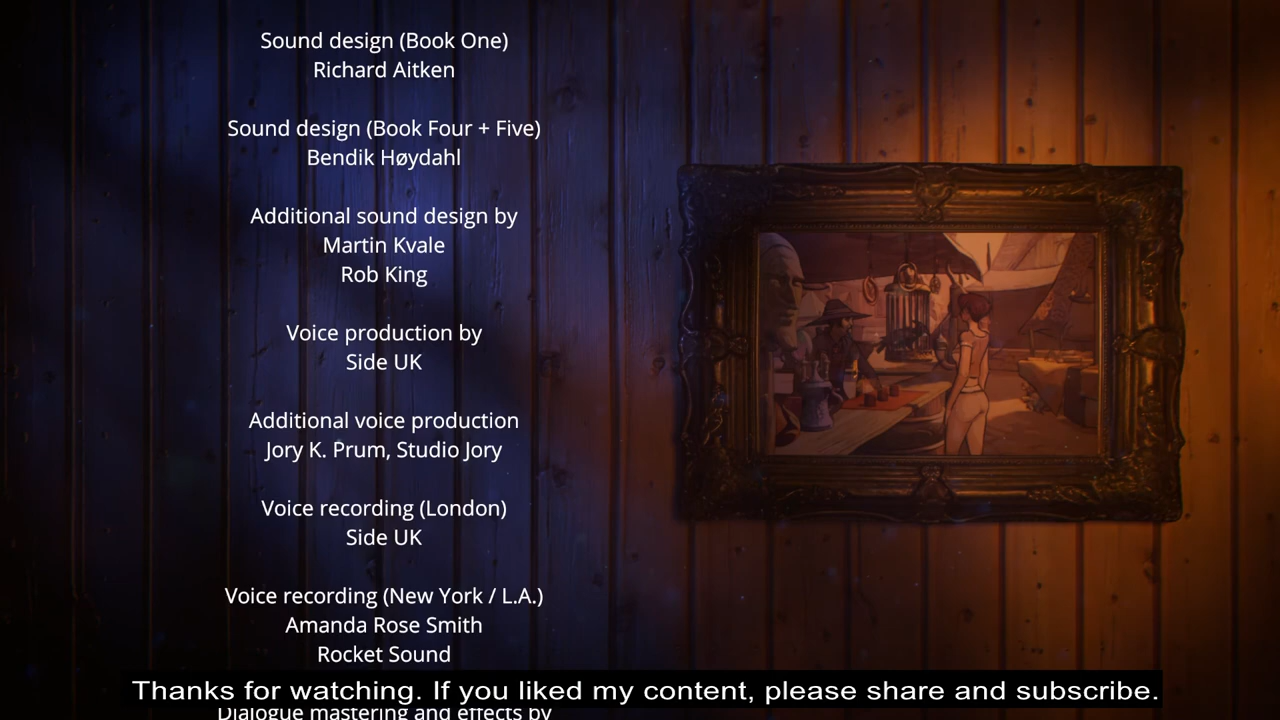 Sound design (Book One)
Richard Aitken
Sound design (Book Four + Five)
Bendik Høydahl
Additional sound design by
Martin Kvale
Rob King
Voice production by
Side UK
Additional voice production
Jory K. Prum, Studio Jory
Voice recording (London)
Side UK
Voice recording (New York / L.A.)
Amanda Rose Smith
Rocket Sound
Thanks for watching. If you liked my content, please share and subscribe.
Dialogue mastering and effects by